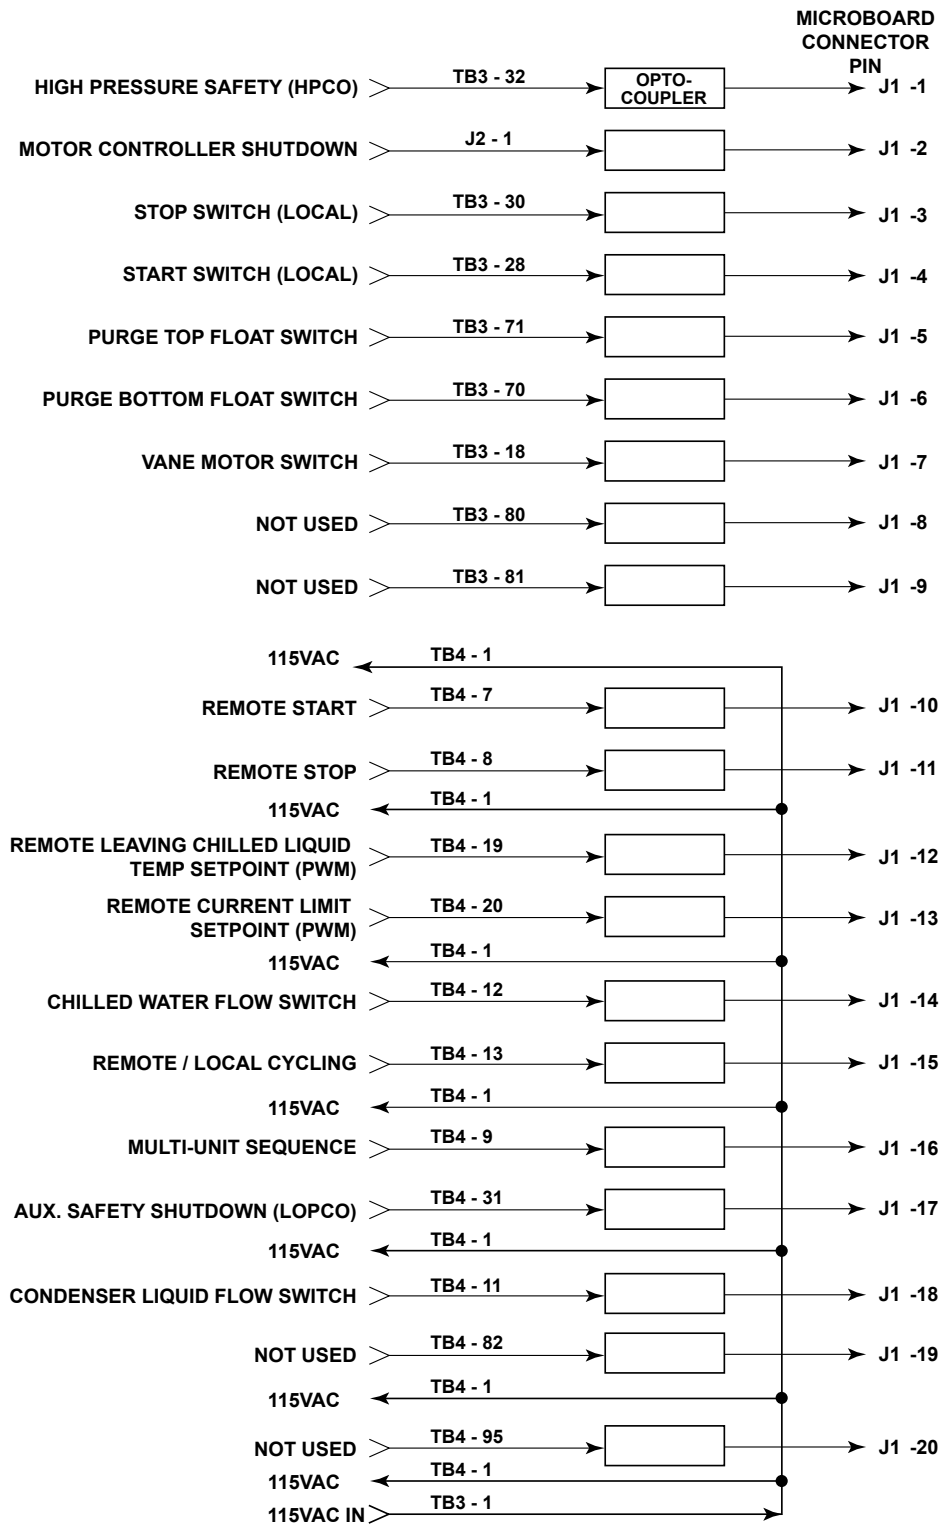 MICROBOARD
CONNECTOR
PIN
HIGH PRESSURE SAFETY (HPCO) TB3 - 32 OPTO-
COUPLER J1 -1
MOTOR CONTROLLER SHUTDOWN J2 - 1 J1 -2
STOP SWITCH (LOCAL) TB3 - 30 J1 -3
START SWITCH (LOCAL) TB3 - 28 J1 -4
PURGE TOP FLOAT SWITCH TB3 - 71 J1 -5
PURGE BOTTOM FLOAT SWITCH TB3 - 70 J1 -6
VANE MOTOR SWITCH TB3 - 18 J1 -7
NOT USED TB3 - 80 J1 -8
NOT USED TB3 - 81 J1 -9
115VAC TB4 - 1
REMOTE START TB4 - 7 J1 -10
REMOTE STOP TB4 - 8 J1 -11
115VAC TB4 - 1
REMOTE LEAVING CHILLED LIQUID
TEMP SETPOINT (PWM) TB4 - 19 J1 -12
REMOTE CURRENT LIMIT
SETPOINT (PWM) TB4 - 20 J1 -13
115VAC TB4 - 1
CHILLED WATER FLOW SWITCH TB4 - 12 J1 -14
REMOTE / LOCAL CYCLING TB4 - 13 J1 -15
115VAC TB4 - 1
MULTI-UNIT SEQUENCE TB4 - 9 J1 -16
AUX. SAFETY SHUTDOWN (LOPCO) TB4 - 31 J1 -17
115VAC TB4 - 1
CONDENSER LIQUID FLOW SWITCH TB4 - 11 J1 -18
NOT USED TB4 - 82 J1 -19
115VAC TB4 - 1
NOT USED TB4 - 95 J1 -20
115VAC TB4 - 1
115VAC IN TB3 - 1